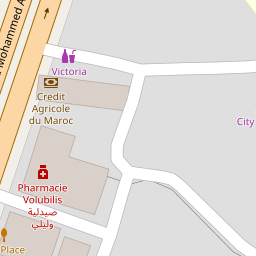 Mohammed A
Victoria
Credit
Agricole
du Maroc
City
Pharmacie
Volubilis
صيدلية
وليلي
Place